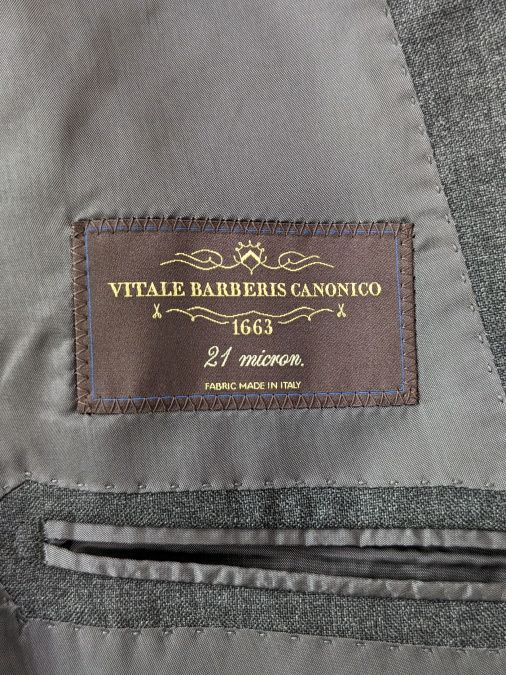 VITALE BARBERIS CANONICO
1663
21 micron.
FABRIC MADE IN ITALY